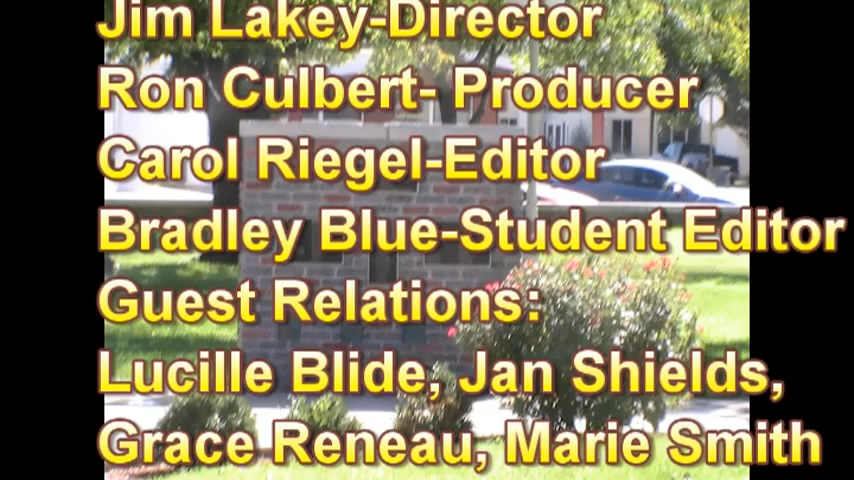 Jim Lakey-Director
Ron Culbert- Producer
Carol Riegel-Editor
Bradley Blue-Student Editor
Guest Relations:
Lucille Blide, Jan Shields,
Grace Reneau, Marie Smith